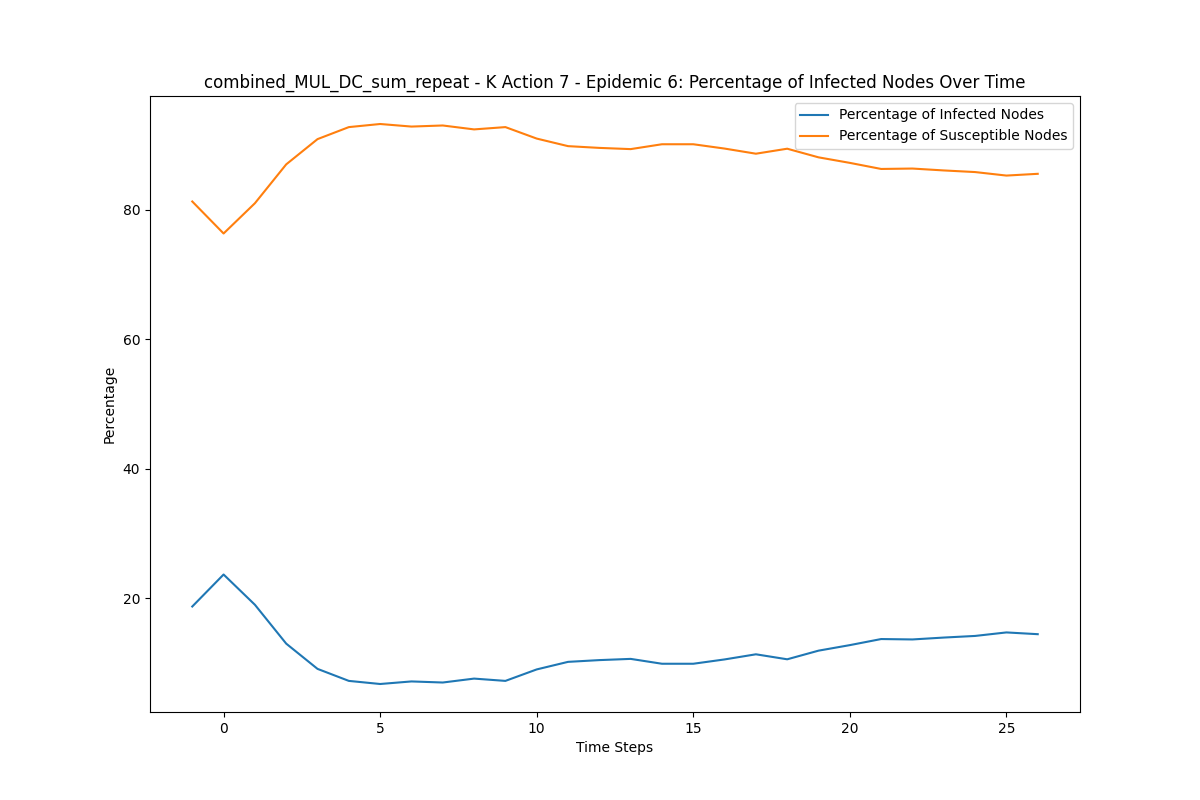 combined_MUL_DC_sum_repeat - K Action 7 - Epidemic 6: Percentage of Infected Nodes Over Time
Percentage of Infected Nodes
Percentage of Susceptible Nodes
80
60
40
20
Percentage
0 5 10 15 20 25
Time Steps